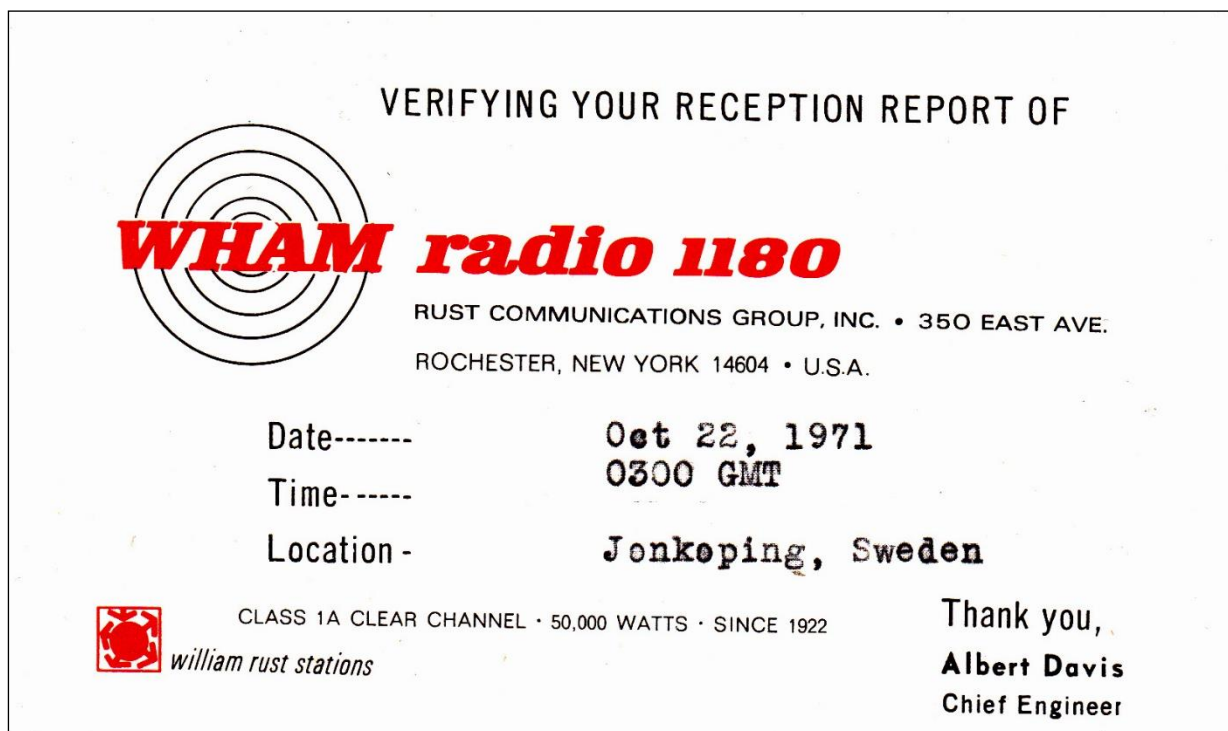 VERIFYING YOUR RECEPTION REPORT OF
WHAM radio 1180
RUST COMMUNICATIONS GROUP, INC. • 350 EAST AVE.
ROCHESTER, NEW YORK 14604 • U.S.A.
Date------- Oct 22, 1971
Time------ 0300 GMT
Location - Jonkoping, Sweden
CLASS 1A CLEAR CHANNEL · 50,000 WATTS · SINCE 1922
william rust stations
Thank you,
Albert Davis
Chief Engineer